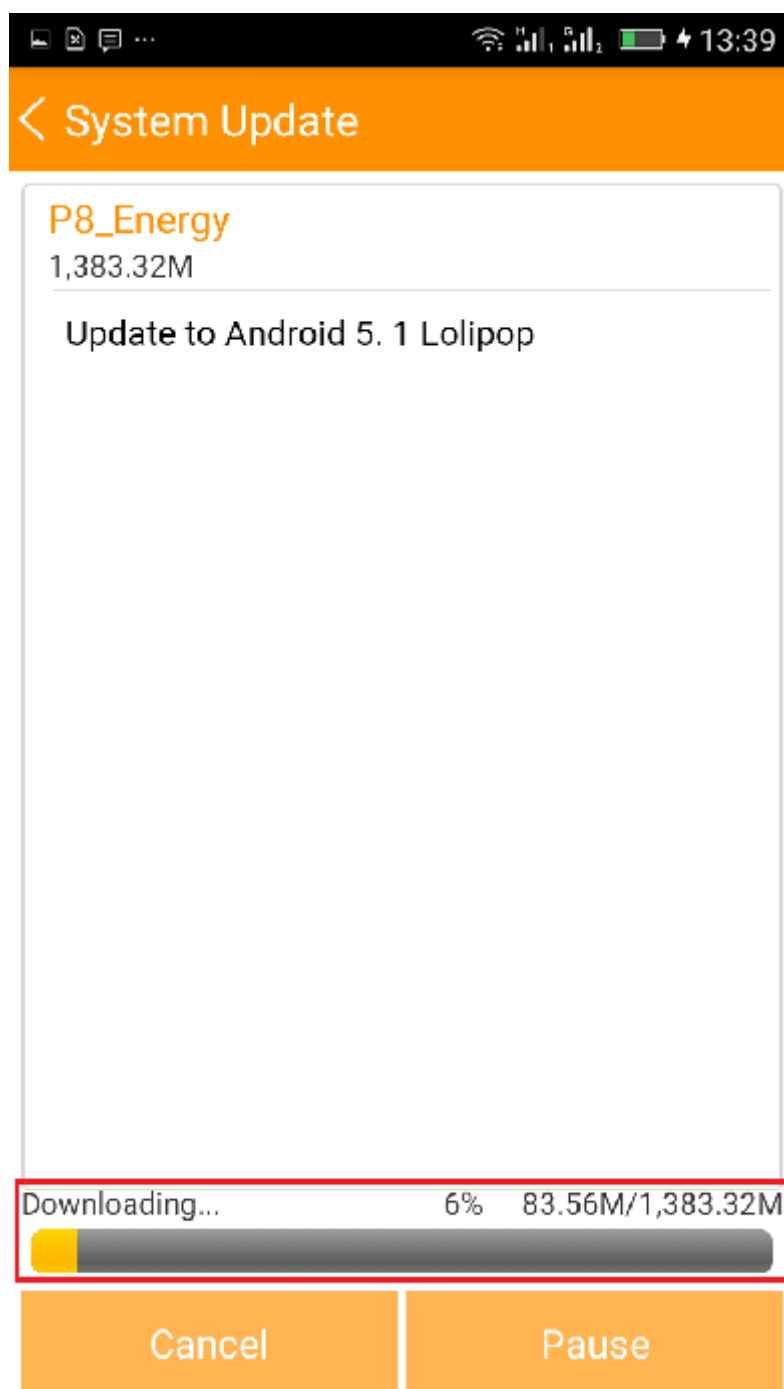 13:39
System Update
P8_Energy
1,383.32M
Update to Android 5. 1 Lolipop
Downloading... 6% 83.56M/1,383.32M
Cancel Pause